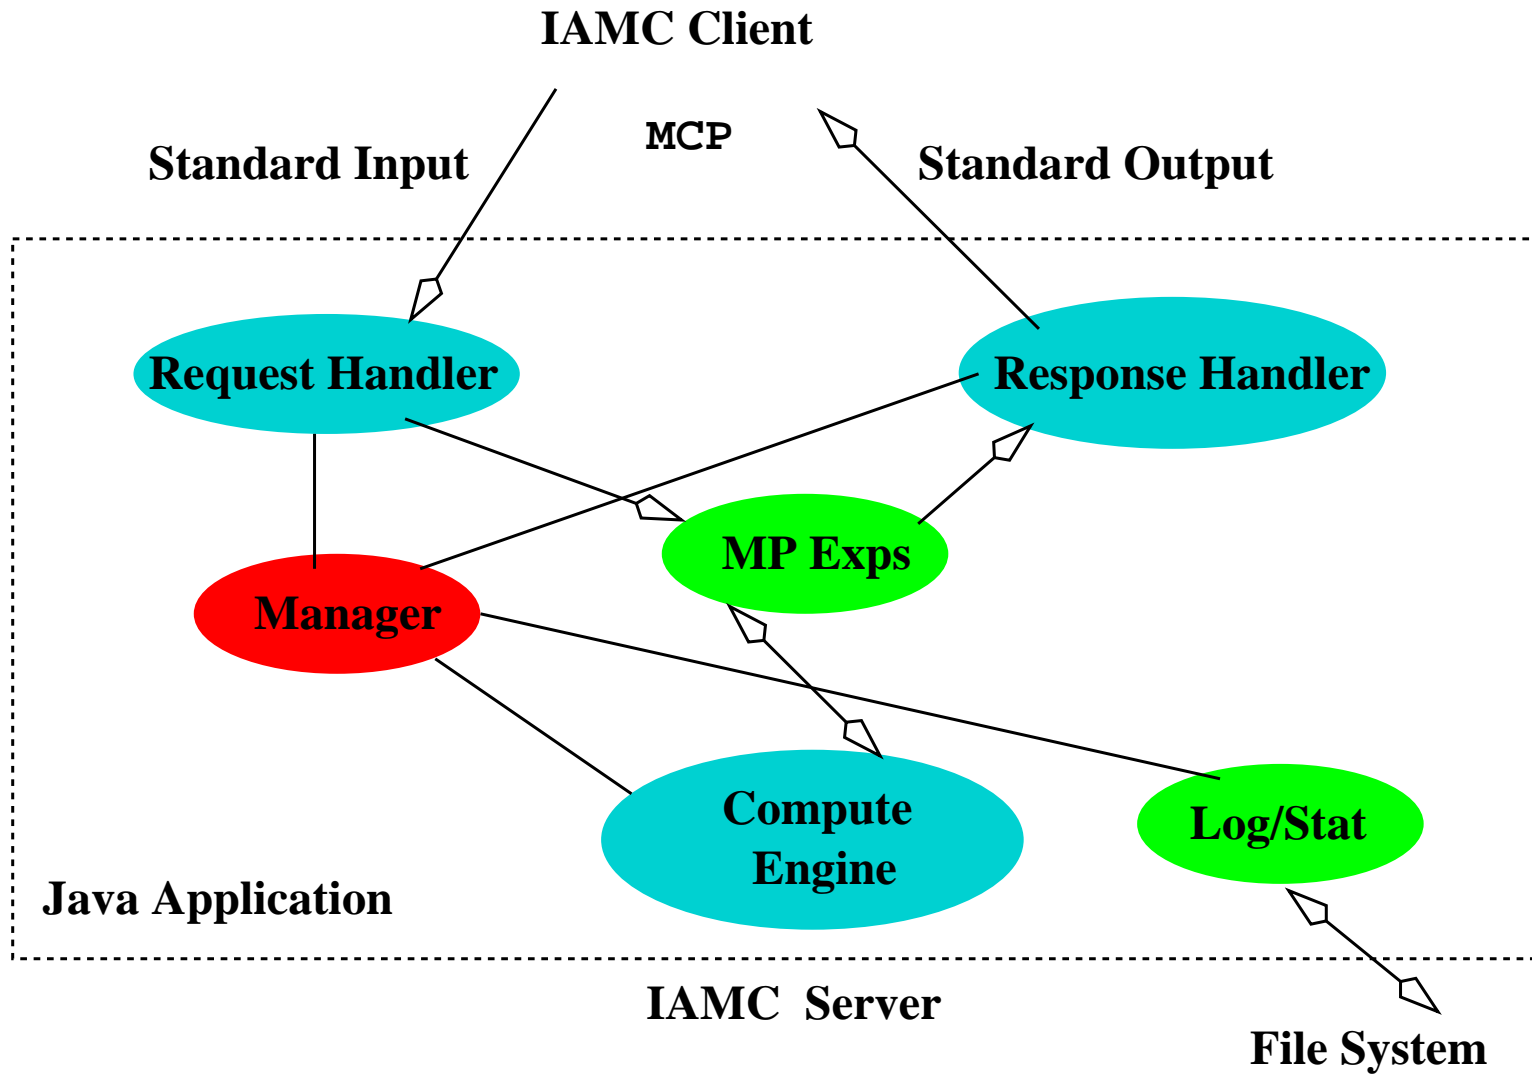 IAMC Client
MCP
Standard Input
Standard Output
Request Handler
Response Handler
MP Exps
Manager
Compute
Engine
Log/Stat
Java Application
IAMC Server
File System